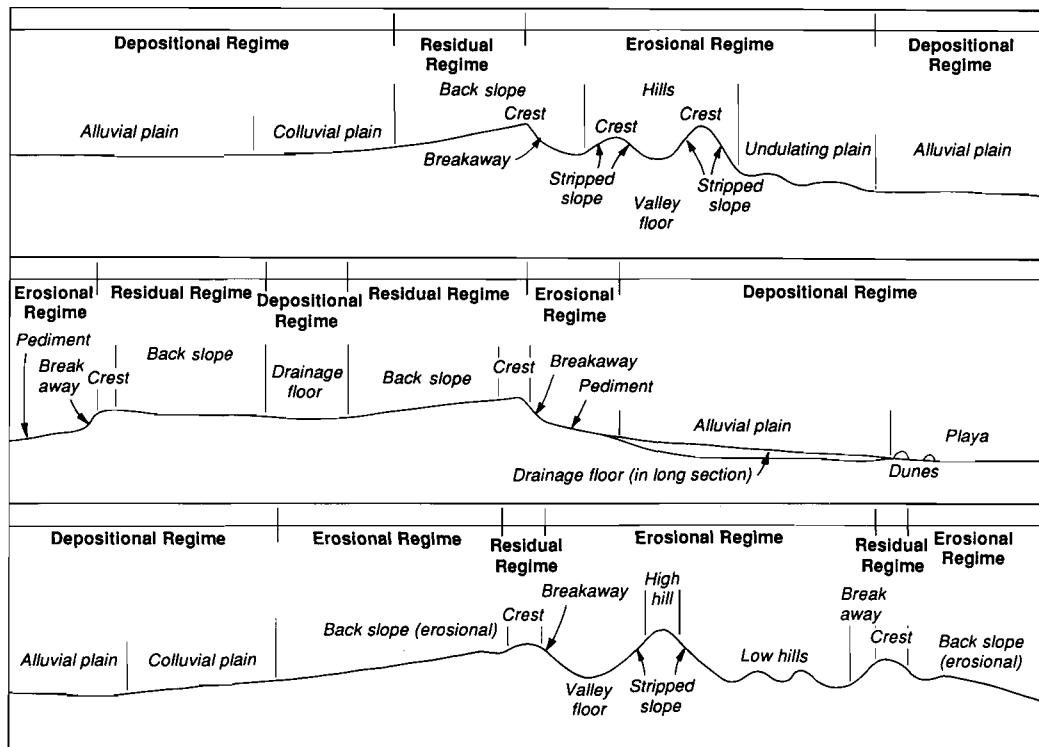 Depositional Regime
Residual
Regime
Erosional Regime
Depositional
Regime
Back slope
Hills
Crest
Crest
Crest
Alluvial plain
Colluvial plain
Breakaway
Undulating plain
Alluvial plain
Stripped
slope
Stripped
slope
Valley
floor
Erosional
Regime
Residual Regime
Depositional
Regime
Residual Regime
Erosional
Regime
Depositional Regime
Pediment
Break
away
Crest
Back slope
Drainage
floor
Back slope
Crest
Breakaway
Pediment
Alluvial plain
Playa
Drainage floor (in long section)
Dunes
Depositional Regime
Erosional Regime
Residual
Regime
Erosional Regime
Residual
Regime
Erosional
Regime
Breakaway
High
hill
Break
away
Crest
Back slope (erosional)
Crest
Back slope
(erosional)
Alluvial plain
Colluvial plain
Low hills
Valley
floor
Stripped
slope